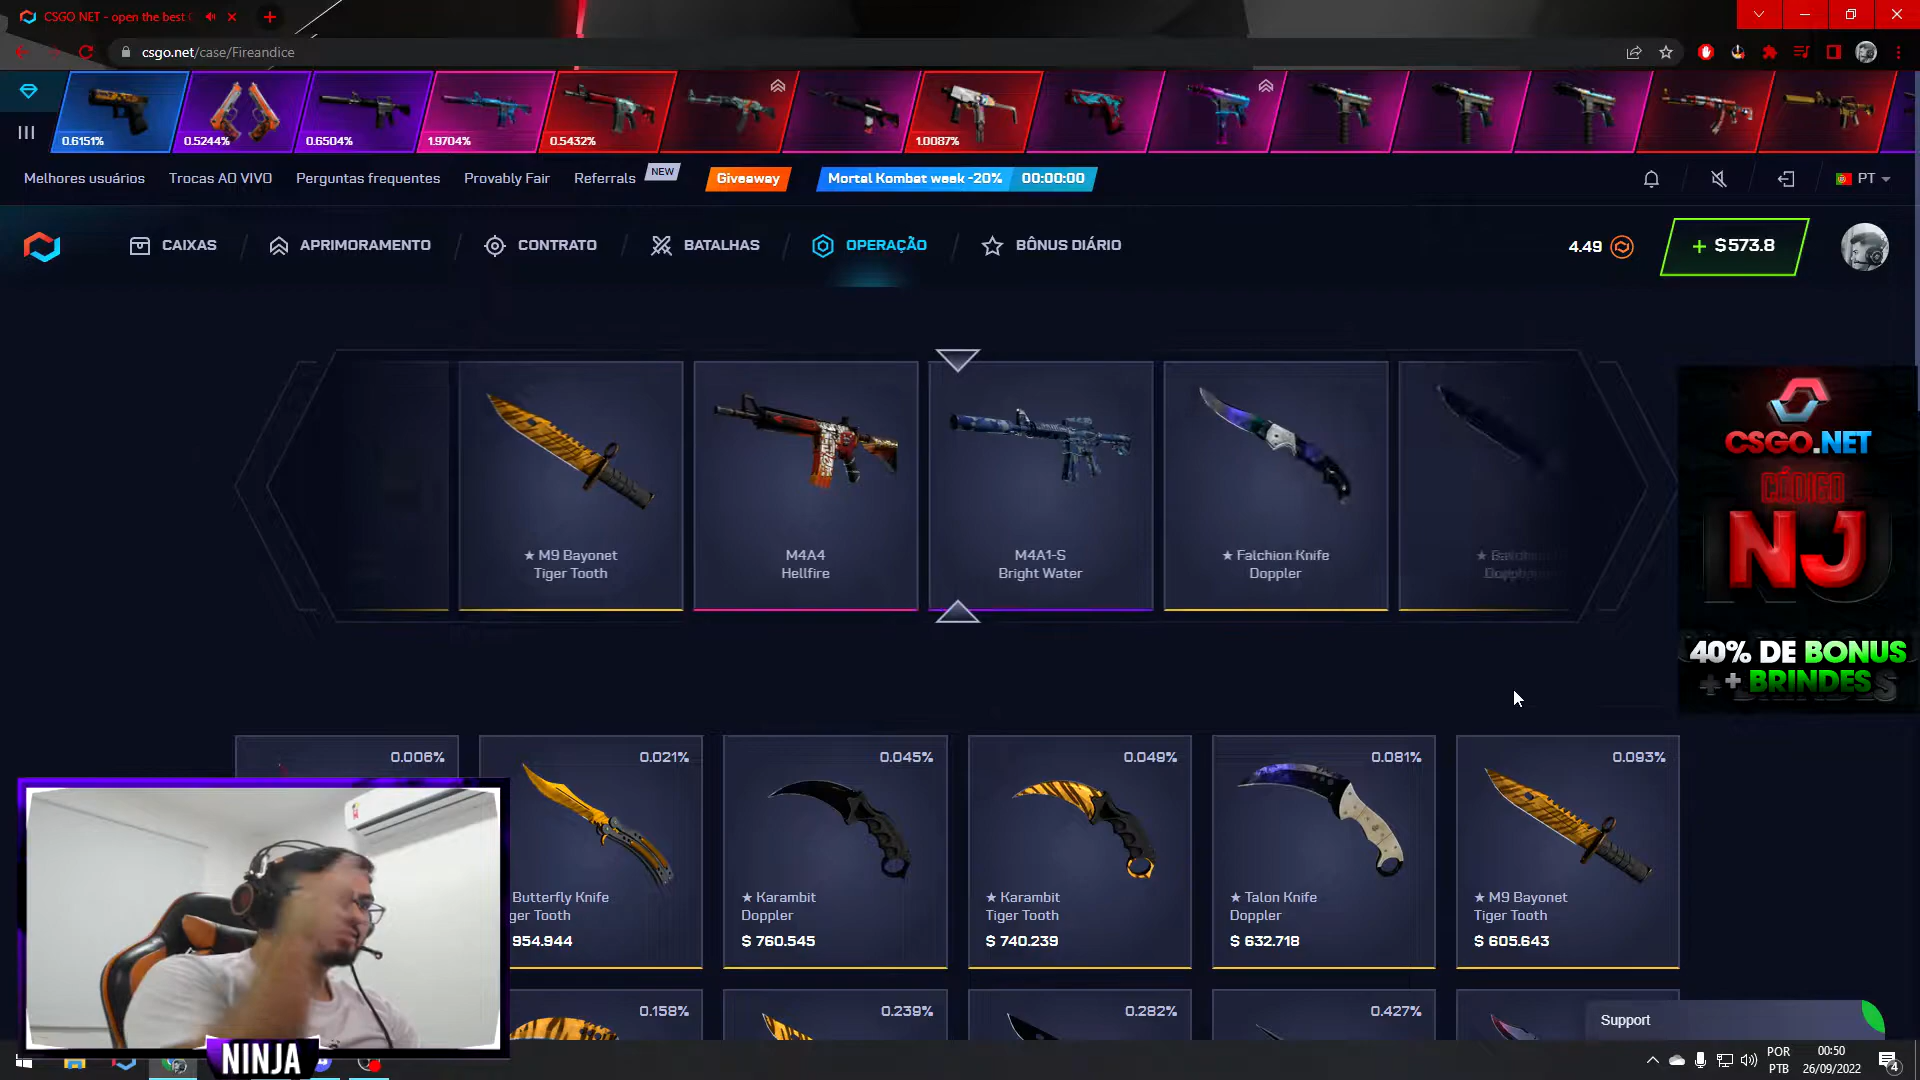 CSGO NET - open the best
csgo.net/case/Fireandice
0.6151%
0.5244%
0.6504%
1.9704%
0.5432%
1.0087%
Melhores usuários
Trocas AO VIVO
Perguntas frequentes
Provably Fair
Referrals
NEW
Giveaway
Mortal Kombat week -20%
00:00:00
PT
CAIXAS
APRIMORAMENTO
CONTRATO
BATALHAS
OPERAÇÃO
BÔNUS DIÁRIO
4.49
+ $573.8
★ M9 Bayonet
Tiger Tooth
M4A4
Hellfire
M4A1-S
Bright Water
★ Falchion Knife
Doppler
CSGO.NET
CÓDIGO
NJ
40% DE BONUS
+ BRINDES
0.006%
0.021%
Butterfly Knife
ger Tooth
954.944
0.045%
★ Karambit
Doppler
$ 760.545
0.049%
★ Karambit
Tiger Tooth
$ 740.239
0.081%
★ Talon Knife
Doppler
$ 632.718
0.093%
★ M9 Bayonet
Tiger Tooth
$ 605.643
0.158%
0.239%
0.282%
0.427%
Support
NINJA
POR
PTB
00:50
26/09/2022
4